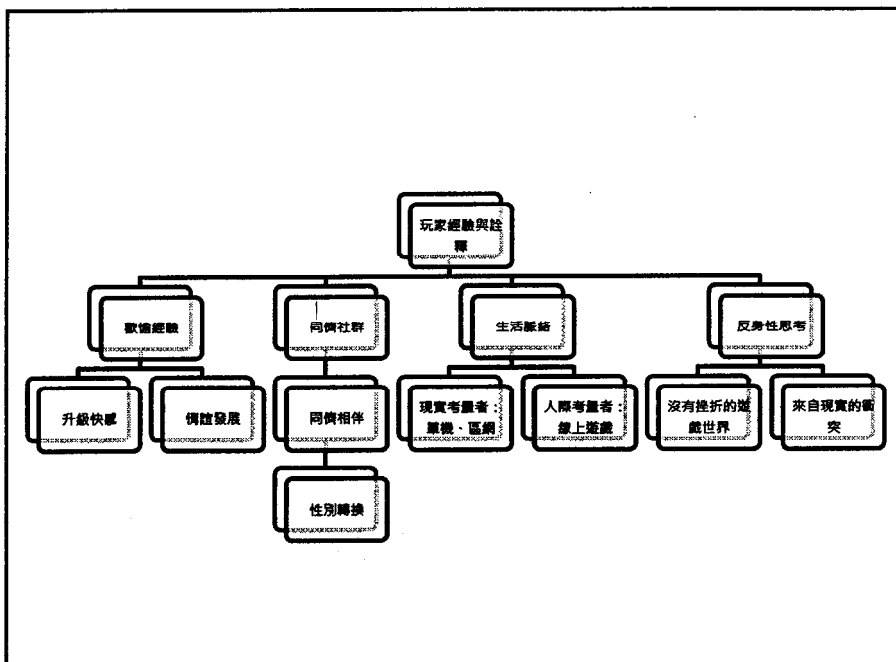 玩家經驗與詮
釋
歡愉經驗
同儕社群
生活脈絡
反身性思考
升級快感
情誼發展
同儕相伴
現實考量者：
單機、區網
人際考量者：
線上遊戲
沒有挫折的遊
戲世界
來自現實的衝
突
性別轉換